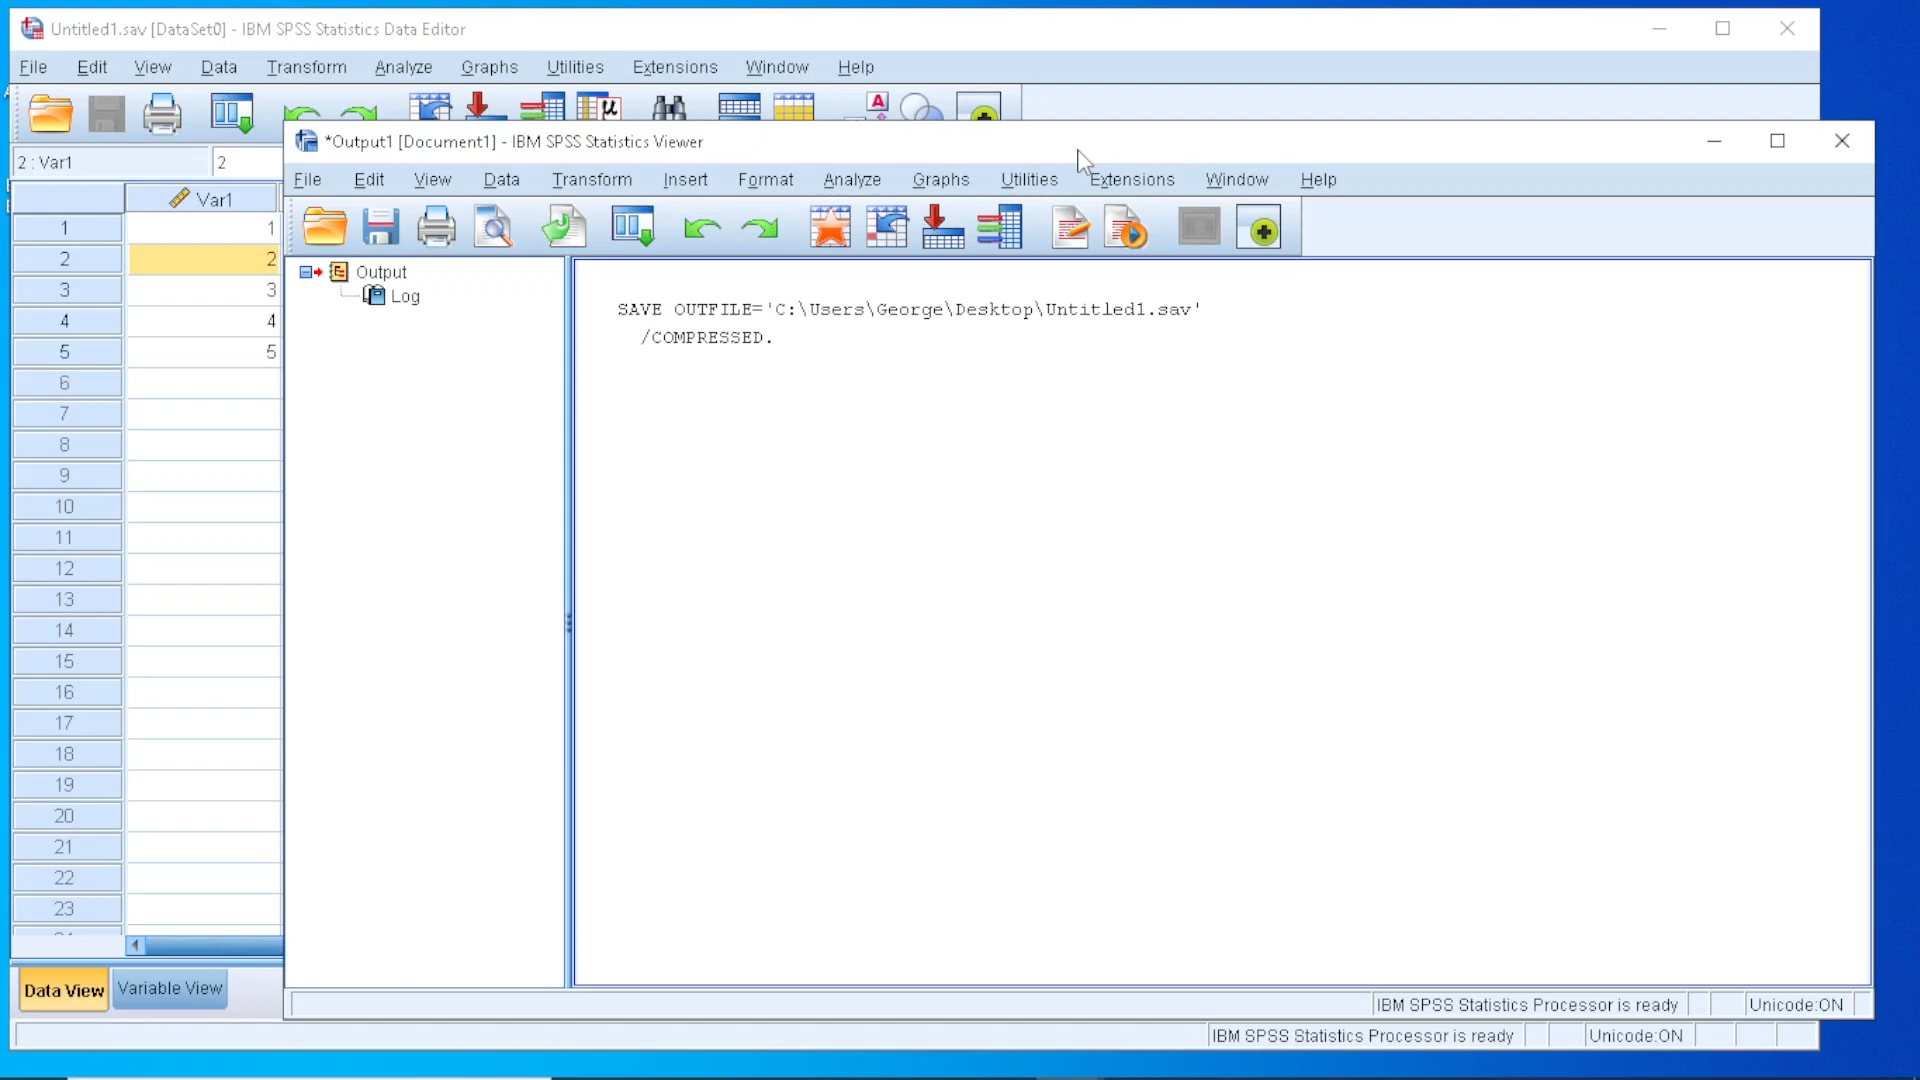 Untitled1.sav [DataSet0] - IBM SPSS Statistics Data Editor
File Edit View Data Transform Analyze Graphs Utilities Extensions Window Help
2 : Var1 2
Var1
1 1
2 2
3 3
4 4
5 5
6
7
8
9
10
11
12
13
14
15
16
17
18
19
20
21
22
23
Data View Variable View
IBM SPSS Statistics Processor is ready Unicode:ON
*Output1 [Document1] - IBM SPSS Statistics Viewer
File Edit View Data Transform Insert Format Analyze Graphs Utilities Extensions Window Help
Output
Log
SAVE OUTFILE='C:\Users\George\Desktop\Untitled1.sav'
/COMPRESSED.
IBM SPSS Statistics Processor is ready Unicode:ON